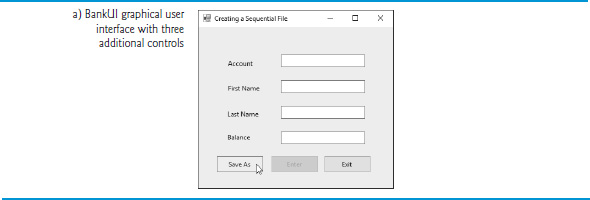 a) BankUI graphical user
interface with three
additional controls
Creating a Sequential File
Account
First Name
Last Name
Balance
Save As Enter Exit